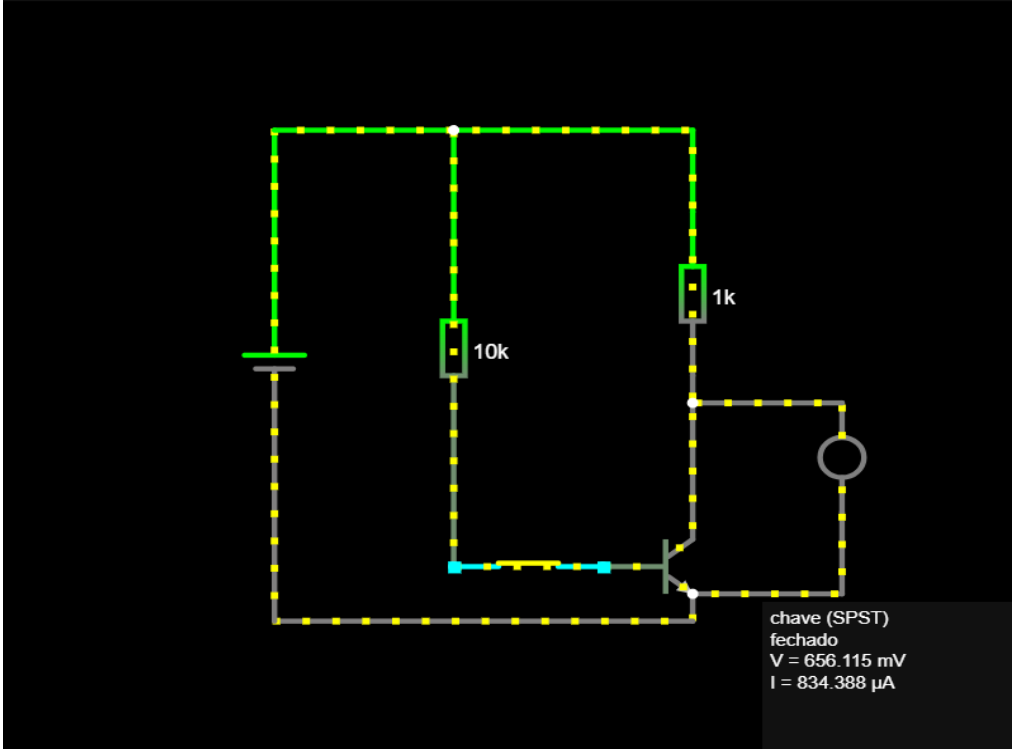 1k
10k
chave (SPST)
fechado
V = 656.115 mV
I = 834.388 µA